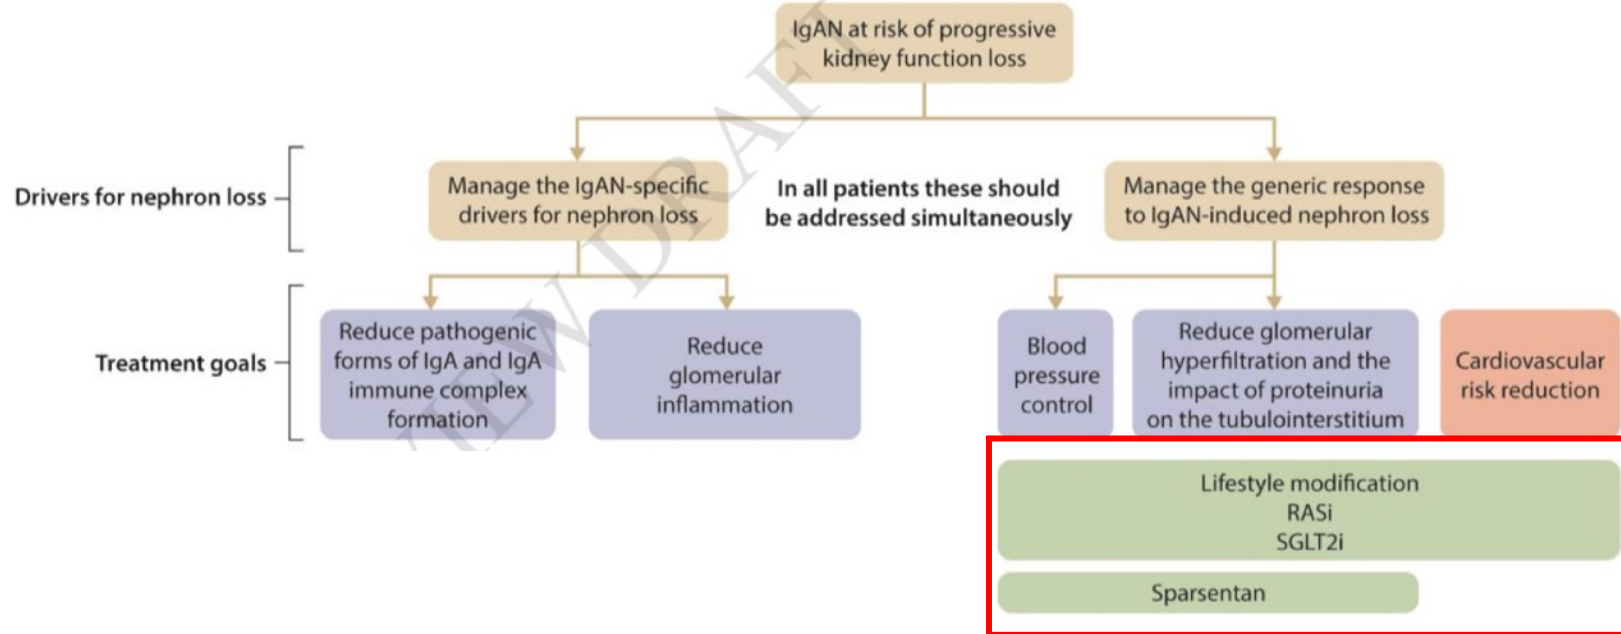 IgAN at risk of progressive
kidney function loss
Drivers for nephron loss
Manage the IgAN-specific
drivers for nephron loss
In all patients these should
be addressed simultaneously
Manage the generic response
to IgAN-induced nephron loss
Treatment goals
Reduce pathogenic
forms of IgA and IgA
immune complex
formation
Reduce
glomerular
inflammation
Blood
pressure
control
Reduce glomerular
hyperfiltration and the
impact of proteinuria
on the tubulointerstitium
Cardiovascular
risk reduction
Lifestyle modification
RASi
SGLT2i
Sparsentan
VIEW DRAFT